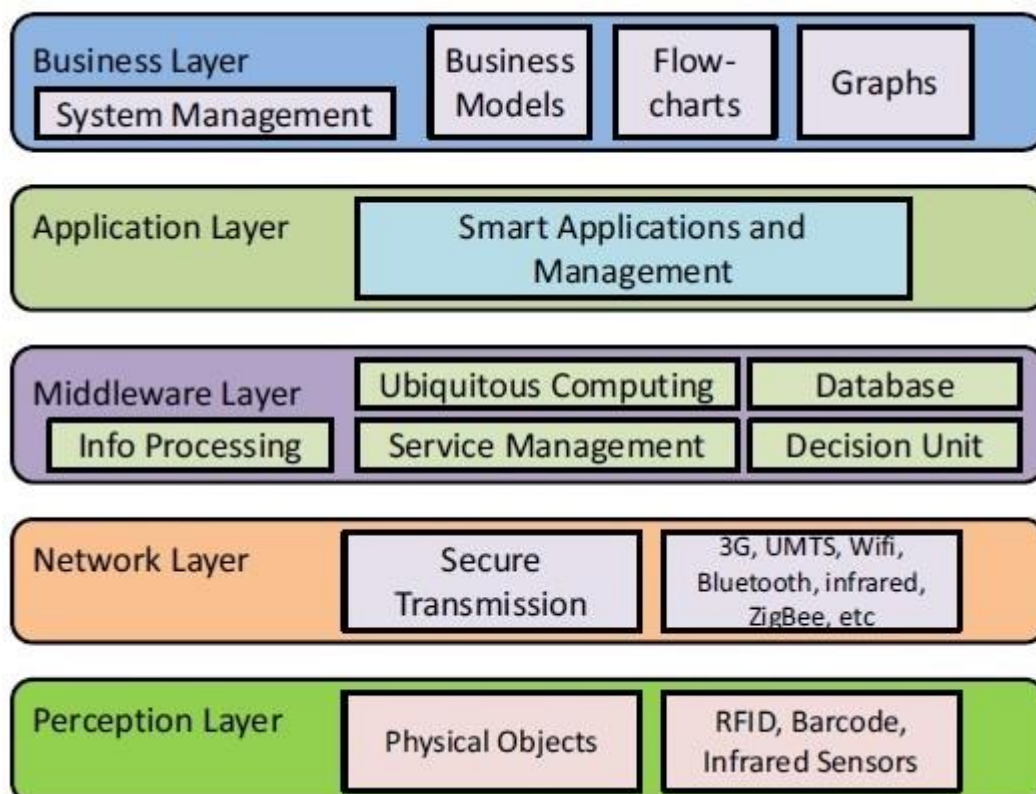 Business Layer
System Management
Business
Models
Flow-
charts
Graphs
Application Layer
Smart Applications and
Management
Middleware Layer
Info Processing
Ubiquitous Computing
Database
Service Management
Decision Unit
Network Layer
Secure
Transmission
3G, UMTS, Wifi,
Bluetooth, infrared,
ZigBee, etc
Perception Layer
Physical Objects
RFID, Barcode,
Infrared Sensors